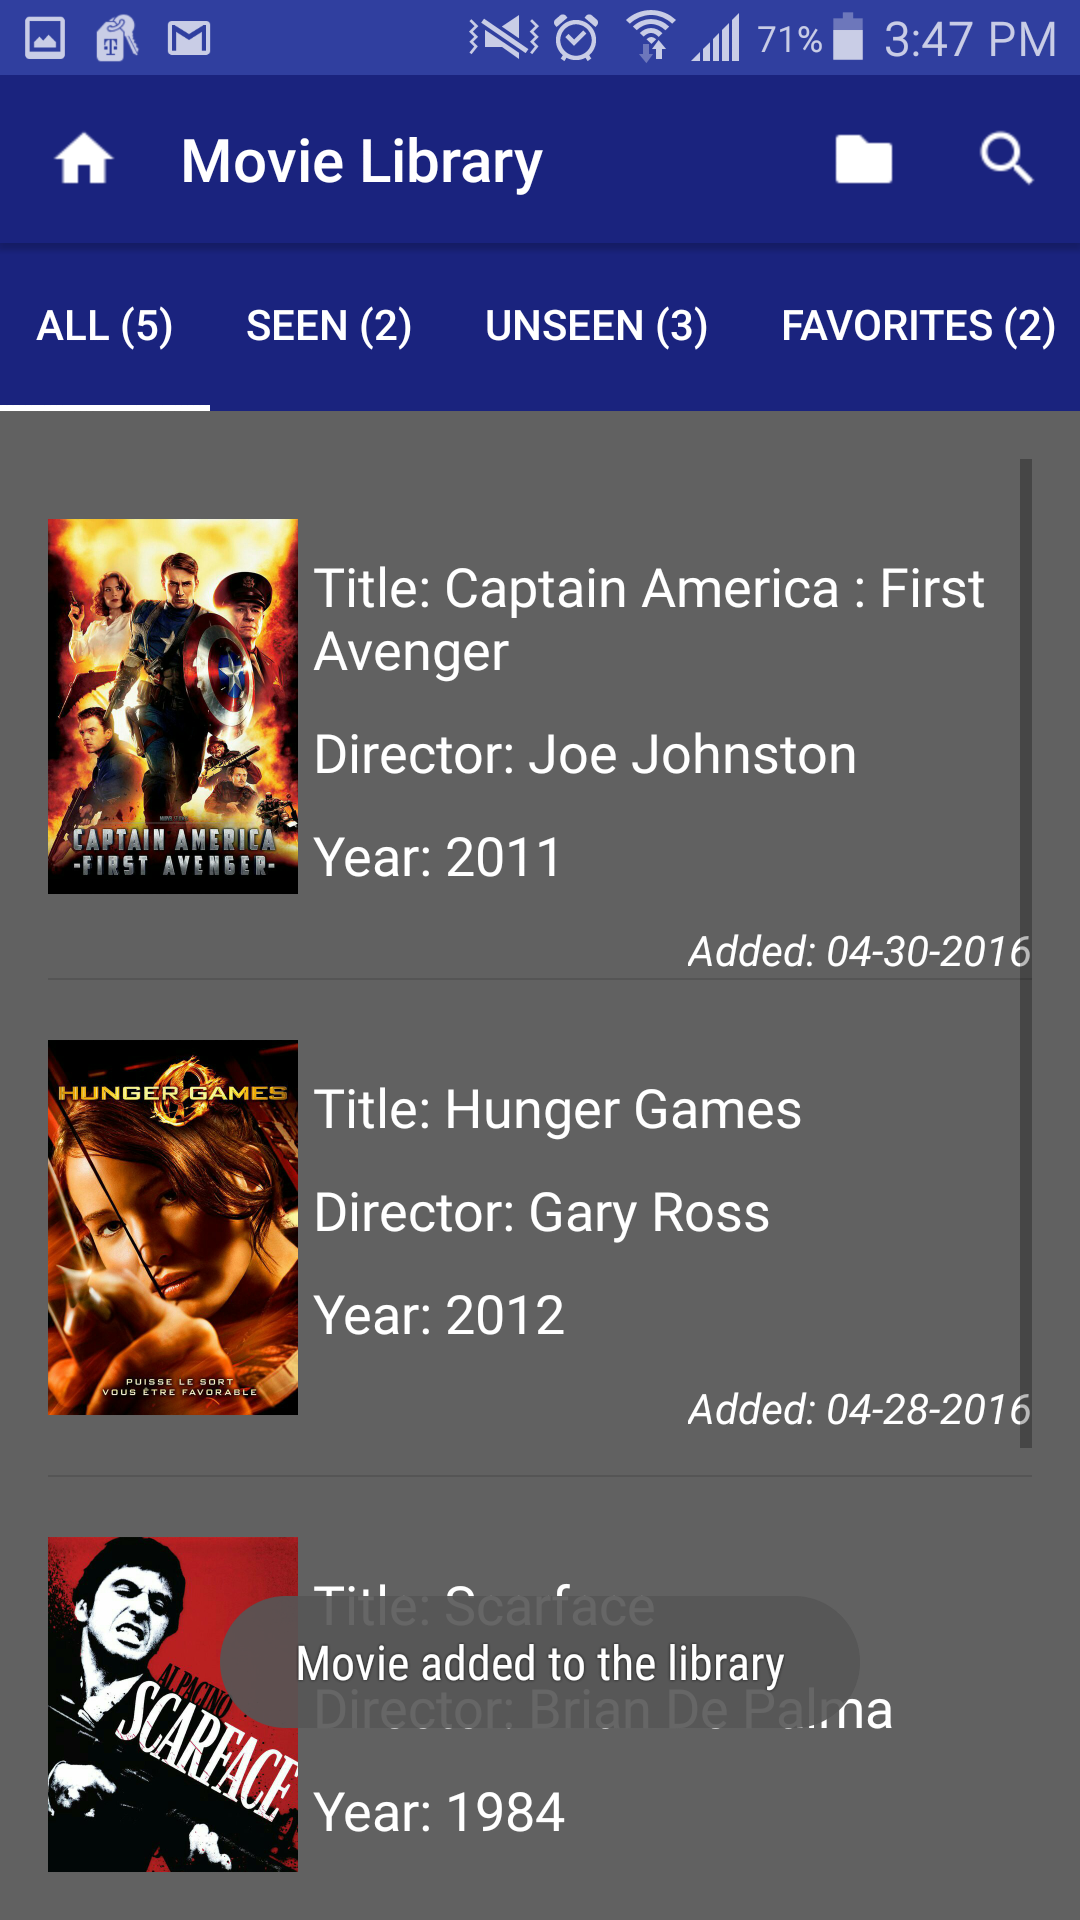 71% 3:47 PM
Movie Library
ALL (5) SEEN (2) UNSEEN (3) FAVORITES (2)
CAPTAIN AMERICA
-FIRST AVENGER-
Title: Captain America : First
Avenger
Director: Joe Johnston
Year: 2011
Added: 04-30-2016
HUNGER GAMES
PUISSE LE SORT
VOUS ÊTRE FAVORABLE
Title: Hunger Games
Director: Gary Ross
Year: 2012
Added: 04-28-2016
AL PACINO
SCARFACE
Title: Scarface
Movie added to the library
Director: Brian De Palma
Year: 1984